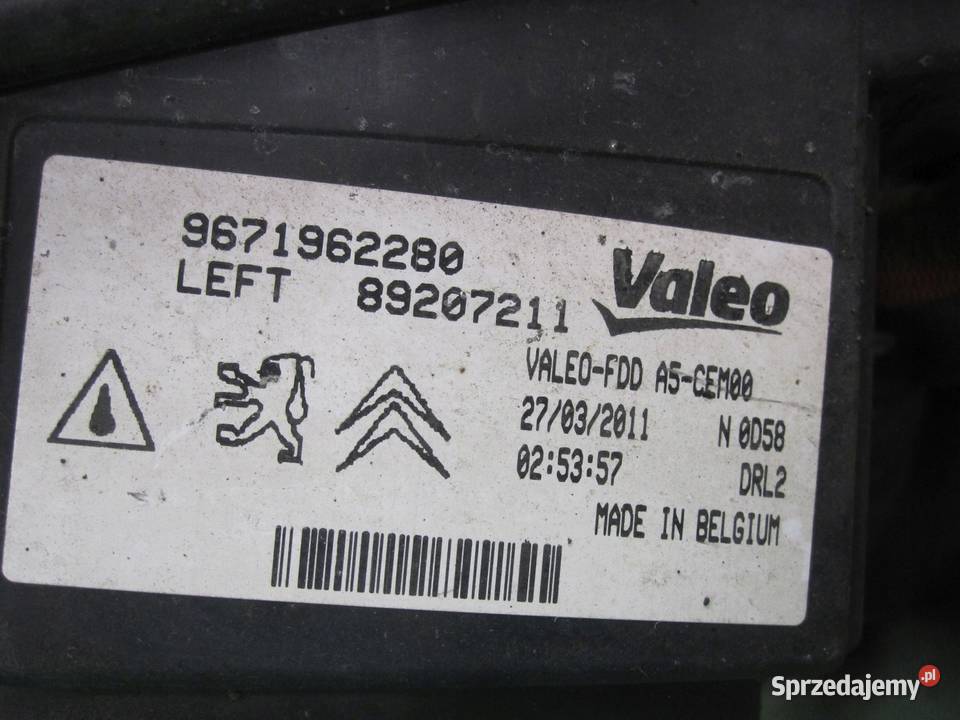 9671962280
LEFT 89207211
Valeo
VALEO-FDD A5-CEM00
27/03/2011 N 0D58
02:53:57 DRL2
MADE IN BELGIUM
Sprzedajemy.pl